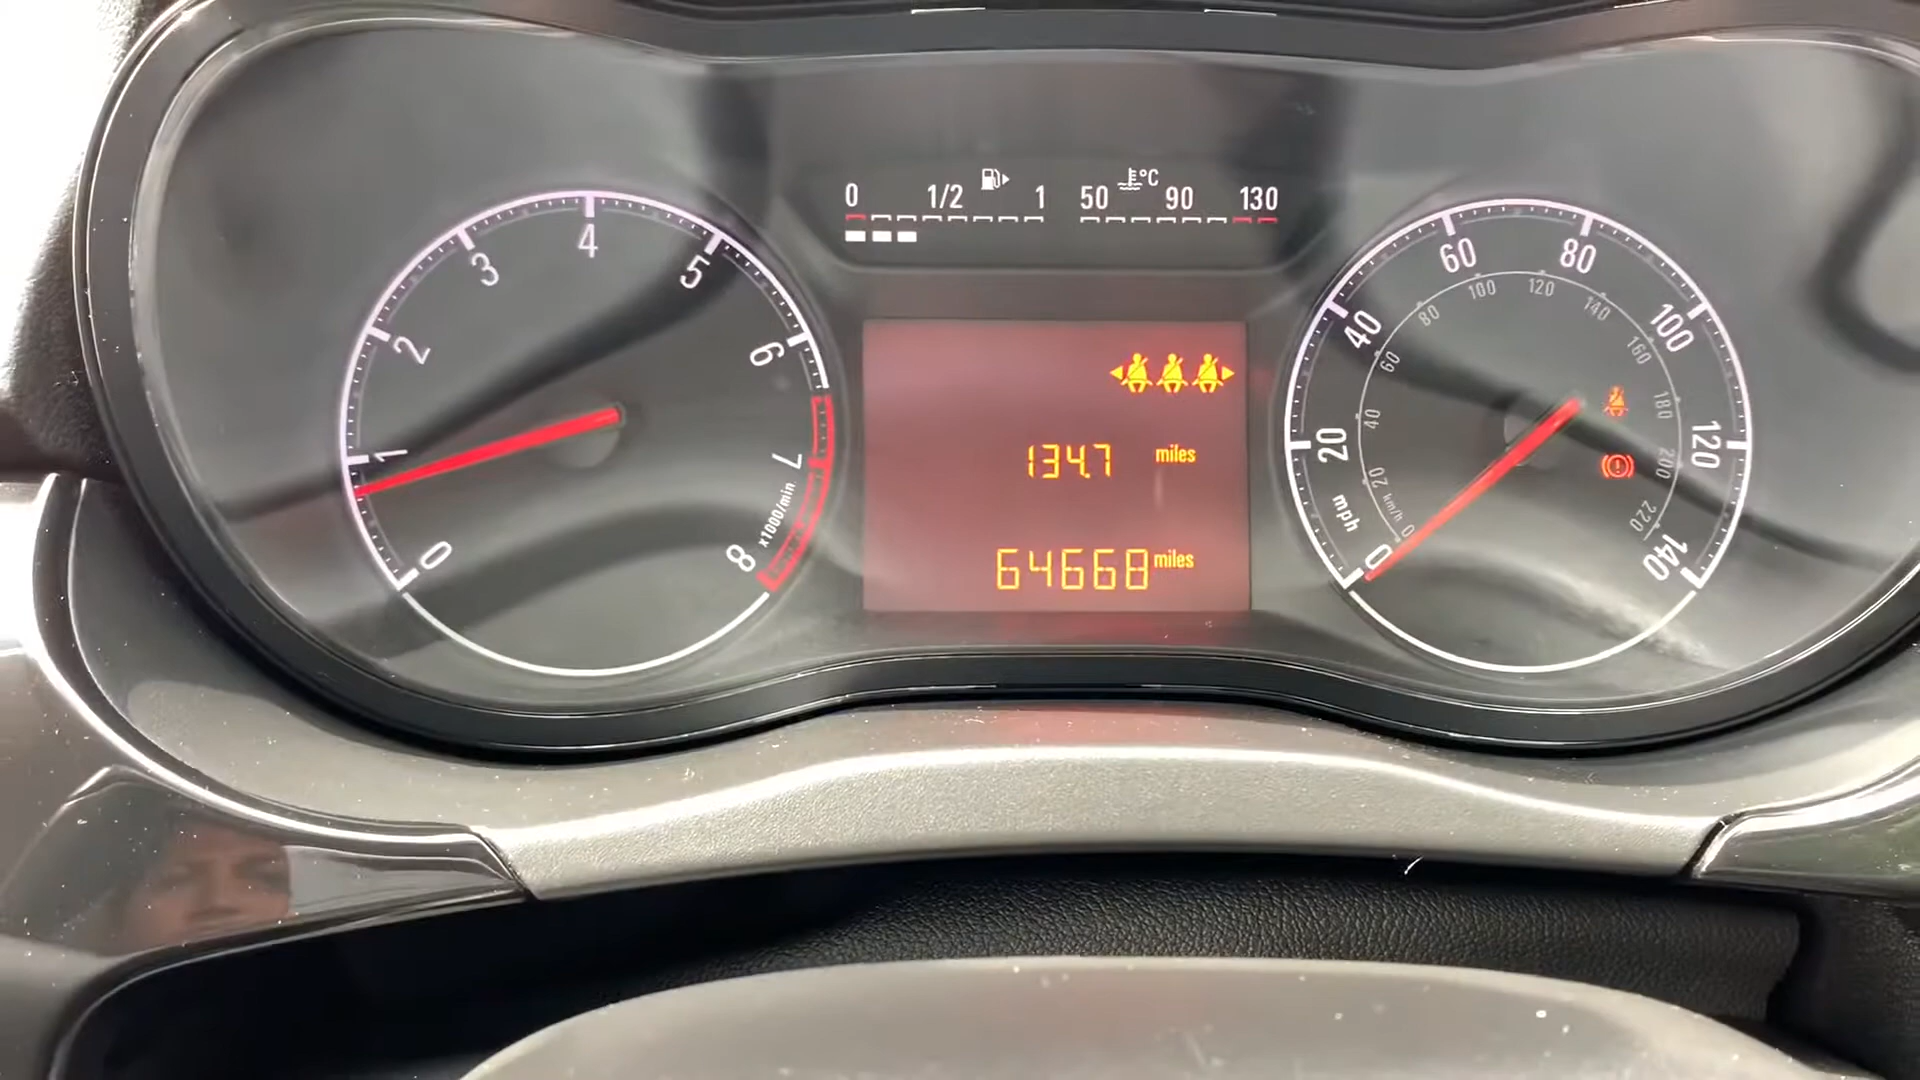 0 1/2 1
50 °C 90 130
0 1 2 3 4 5 6 7 8
x1000/min.
134.7 miles
64668 miles
0 20 40 60 80 100 120 140
mph
0 20 40 60 80 100 120 140 160 180 200 220
km/h